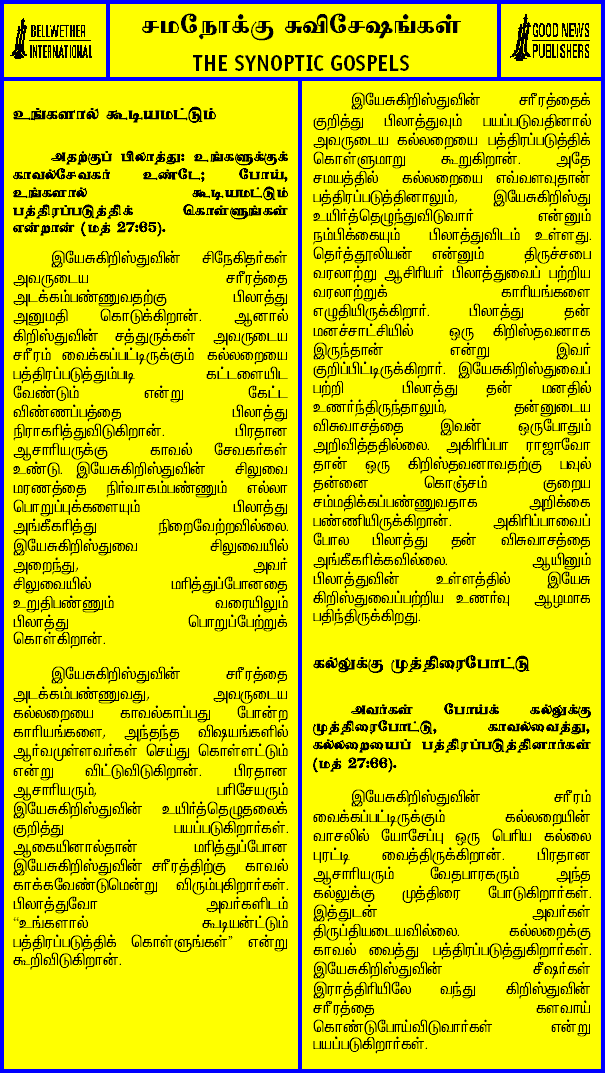 BELLWETHER
INTERNATIONAL
சமநோக்கு சுவிசேஷங்கள்
THE SYNOPTIC GOSPELS
GOOD NEWS
PUBLISHERS
உங்களால் கூடியமட்டும்
அதற்குப் பிலாத்து: உங்களுக்குக்
காவல்சேவகர் உண்டே; போய்,
உங்களால் கூடியமட்டும்
பத்திரப்படுத்திக் கொள்ளுங்கள்
என்றான் (மத் 27:65).
இயேசுகிறிஸ்துவின் சிநேகிதர்கள்
அவருடைய சரீரத்தை
அடக்கம்பண்ணுவதற்கு பிலாத்து
அனுமதி கொடுக்கிறான். ஆனால்
கிறிஸ்துவின் சத்துருக்கள் அவருடைய
சரீரம் வைக்கப்பட்டிருக்கும் கல்லறையை
பத்திரப்படுத்தும்படி கட்டளையிட
வேண்டும் என்று கேட்ட
விண்ணப்பத்தை பிலாத்து
நிராகரித்துவிடுகிறான். பிரதான
ஆசாரியருக்கு காவல் சேவகர்கள்
உண்டு. இயேசுகிறிஸ்துவின் சிலுவை
மரணத்தை நிர்வாகம்பண்ணும் எல்லா
பொறுப்புக்களையும் பிலாத்து
அங்கீகரித்து நிறைவேற்றவில்லை.
இயேசுகிறிஸ்துவை சிலுவையில்
அறைந்து, அவர்
சிலுவையில் மரித்துப்போனதை
உறுதிபண்ணும் வரையிலும்
பிலாத்து பொறுப்பேற்றுக்
கொள்கிறான்.
இயேசுகிறிஸ்துவின் சரீரத்தை
அடக்கம்பண்ணுவது, அவருடைய
கல்லறையை காவல்காப்பது போன்ற
காரியங்களை, அந்தந்த விஷயங்களில்
ஆர்வமுள்ளவர்கள் செய்து கொள்ளட்டும்
என்று விட்டுவிடுகிறான். பிரதான
ஆசாரியரும், பரிசேயரும்
இயேசுகிறிஸ்துவின் உயிர்த்தெழுதலைக்
குறித்து பயப்படுகிறார்கள்.
ஆகையினால்தான் மரித்துப்போன
இயேசுகிறிஸ்துவின் சரீரத்திற்கு காவல்
காக்கவேண்டுமென்று விரும்புகிறார்கள்.
பிலாத்துவோ அவர்களிடம்
“உங்களால் கூடியன்ட்டும்
பத்திரப்படுத்திக் கொள்ளுங்கள்” என்று
கூறிவிடுகிறான்.
இயேசுகிறிஸ்துவின் சரீரத்தைக்
குறித்து பிலாத்துவும் பயப்படுவதினால்
அவருடைய கல்லறையை பத்திரப்படுத்திக்
கொள்ளுமாறு கூறுகிறான். அதே
சமயத்தில் கல்லறையை எவ்வளவுதான்
பத்திரப்படுத்தினாலும், இயேசுகிறிஸ்து
உயிர்த்தெழுந்துவிடுவார் என்னும்
நம்பிக்கையும் பிலாத்துவிடம் உள்ளது.
தெர்த்தூலியன் என்னும் திருச்சபை
வரலாற்று ஆசிரியர் பிலாத்துவைப் பற்றிய
வரலாற்றுக் காரியங்களை
எழுதியிருக்கிறார். பிலாத்து தன்
மனச்சாட்சியில் ஒரு கிறிஸ்தவனாக
இருந்தான் என்று இவர்
குறிப்பிட்டிருக்கிறார். இயேசுகிறிஸ்துவைப்
பற்றி பிலாத்து தன் மனதில்
உணர்ந்திருந்தாலும், தன்னுடைய
விசுவாசத்தை இவன் ஒருபோதும்
அறிவித்ததில்லை. அகிரிப்பா ராஜாவோ
தான் ஒரு கிறிஸ்தவனாவதற்கு பவுல்
தன்னை கொஞ்சம் குறைய
சம்மதிக்கப்பண்ணுவதாக அறிக்கை
பண்ணியிருக்கிறான். அகிரிப்பாவைப்
போல பிலாத்து தன் விசுவாசத்தை
அங்கீகரிக்கவில்லை. ஆயினும்
பிலாத்துவின் உள்ளத்தில் இயேசு
கிறிஸ்துவைப்பற்றிய உணர்வு ஆழமாக
பதிந்திருக்கிறது.
கல்லுக்கு முத்திரைபோட்டு
அவர்கள் போய்க் கல்லுக்கு
முத்திரைபோட்டு, காவல்வைத்து,
கல்லறையைப் பத்திரப்படுத்தினார்கள்
(மத் 27:66).
இயேசுகிறிஸ்துவின் சரீரம்
வைக்கப்பட்டிருக்கும் கல்லறையின்
வாசலில் யோசேப்பு ஒரு பெரிய கல்லை
புரட்டி வைத்திருக்கிறான். பிரதான
ஆசாரியரும் வேதபாரகரும் அந்த
கல்லுக்கு முத்திரை போடுகிறார்கள்.
இத்துடன் அவர்கள்
திருப்தியடையவில்லை. கல்லறைக்கு
காவல் வைத்து பத்திரப்படுத்துகிறார்கள்.
இயேசுகிறிஸ்துவின் சீஷர்கள்
இராத்திரியிலே வந்து கிறிஸ்துவின்
சரீரத்தை களவாய்
கொண்டுபோய்விடுவார்கள் என்று
பயப்படுகிறார்கள்.